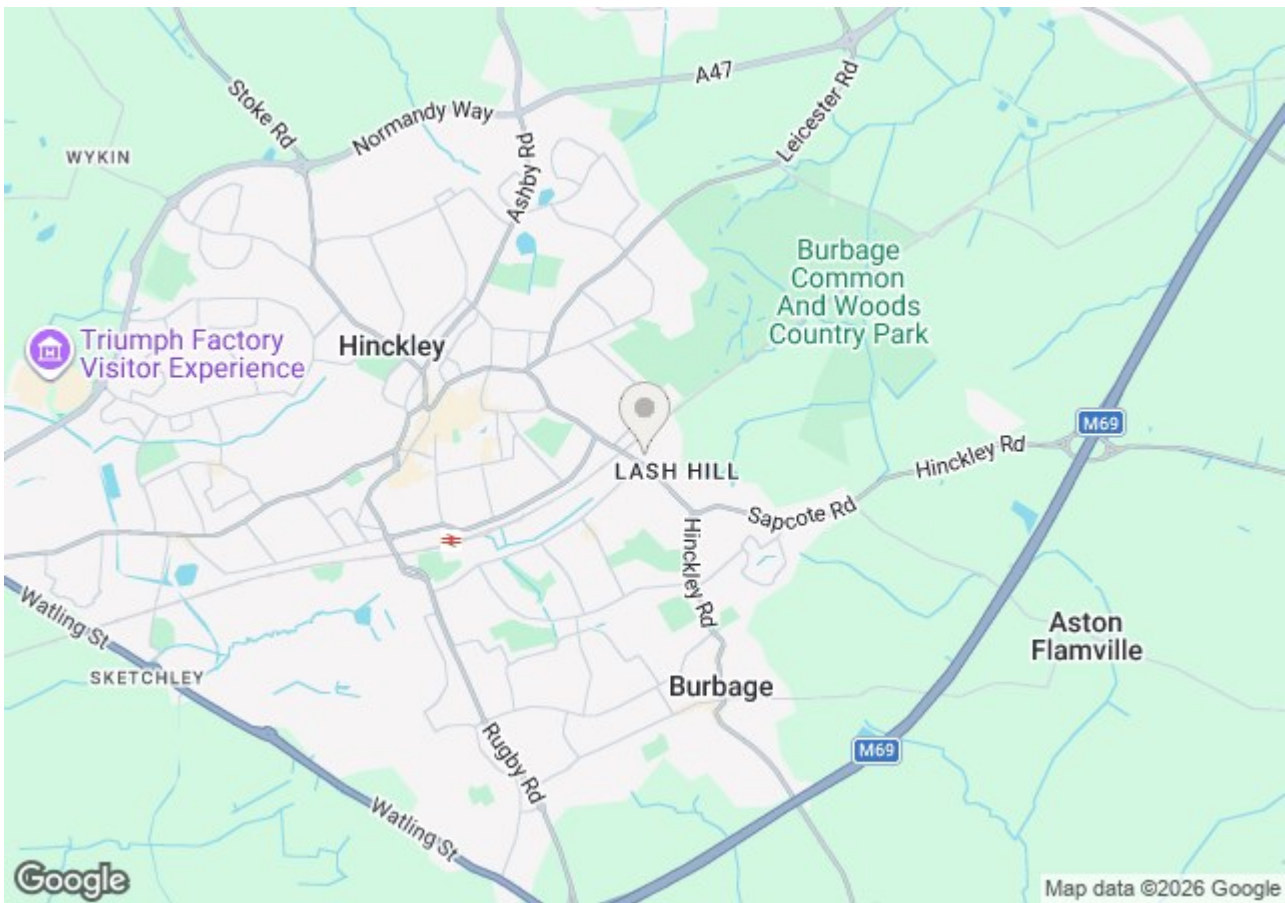 A47
Stoke Rd
Normandy Way
Leicester Rd
WYKIN
Ashby Rd
Burbage
Common
And Woods
Country Park
Triumph Factory
Visitor Experience
Hinckley
M69
LASH HILL
Hinckley Rd
Sapcote Rd
Hinckley Rd
Watling St
Aston
Flamville
SKETCHLEY
Burbage
Rugby Rd
M69
Watling St
Google
Map data ©2026 Google